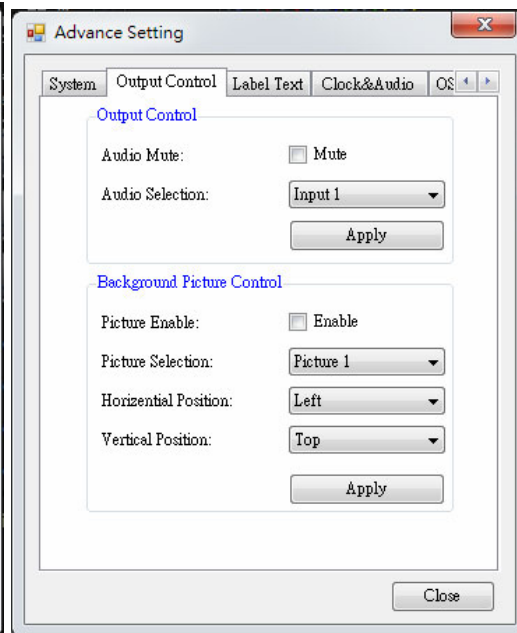 Advance Setting
System Output Control Label Text Clock&Audio OS
Output Control
Audio Mute: Mute
Audio Selection: Input 1
Apply
Background Picture Control
Picture Enable: Enable
Picture Selection: Picture 1
Horizential Position: Left
Vertical Position: Top
Apply
Close